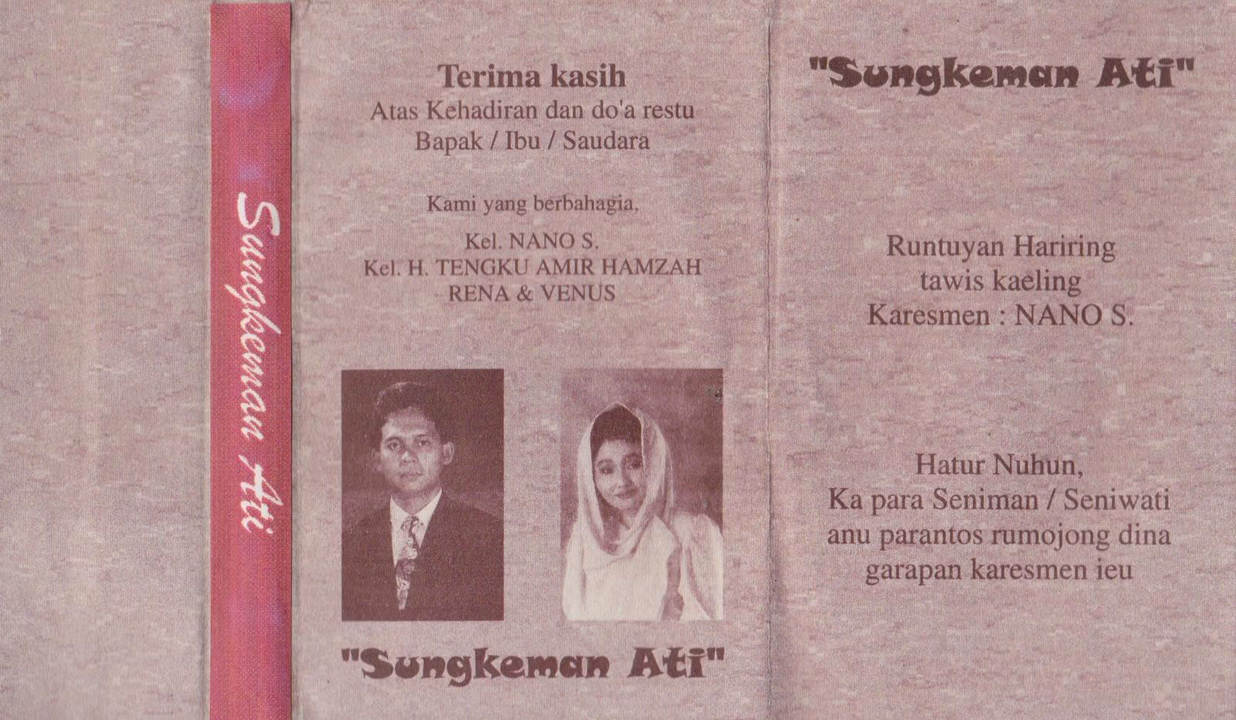 Sungkeman Ati
Terima kasih
Atas Kehadiran dan do'a restu
Bapak / Ibu / Saudara
Kami yang berbahagia,
Kel. NANO S.
Kel. H. TENGKU AMIR HAMZAH
RENA & VENUS
"Sungkeman Ati"
"Sungkeman Ati"
Runtuyan Hariring
tawis kaeling
Karesmen : NANO S.
Hatur Nuhun,
Ka para Seniman / Seniwati
anu parantos rumojong dina
garapan karesmen ieu